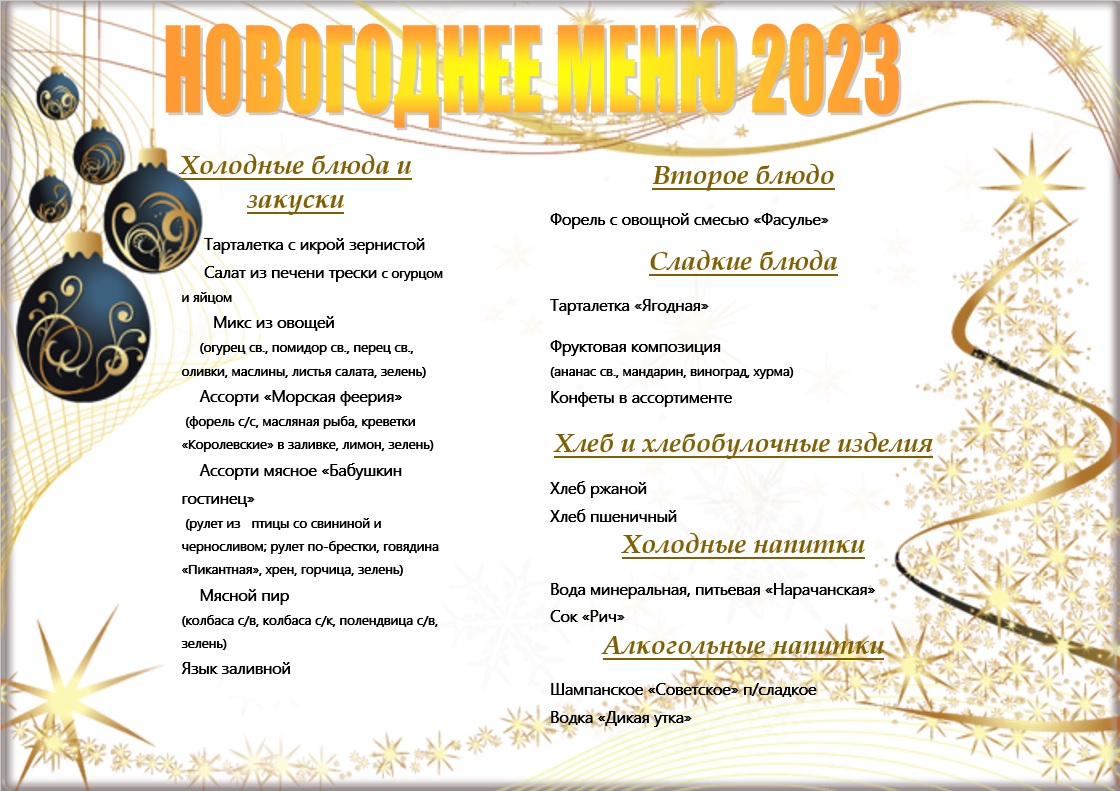 НОВОГОДНЕЕ МЕНЮ 2023
Холодные блюда и
закуски
Тарталетка с икрой зернистой
Салат из печени трески с огурцом
и яйцом
Микс из овощей
(огурец св., помидор св., перец св.,
оливки, маслины, листья салата, зелень)
Ассорти «Морская феерия»
(форель с/с, масляная рыба, креветки
«Королевские» в заливке, лимон, зелень)
Ассорти мясное «Бабушкин
гостинец»
(рулет из птицы со свининой и
черносливом; рулет по-брестки, говядина
«Пикантная», хрен, горчица, зелень)
Мясной пир
(колбаса с/в, колбаса с/к, полендвица с/в,
зелень)
Язык заливной
Второе блюдо
Форель с овощной смесью «Фасулье»
Сладкие блюда
Тарталетка «Ягодная»
Фруктовая композиция
(ананас св., мандарин, виноград, хурма)
Конфеты в ассортименте
Хлеб и хлебобулочные изделия
Хлеб ржаной
Хлеб пшеничный
Холодные напитки
Вода минеральная, питьевая «Нарачанская»
Сок «Рич»
Алкогольные напитки
Шампанское «Советское» п/сладкое
Водка «Дикая утка»